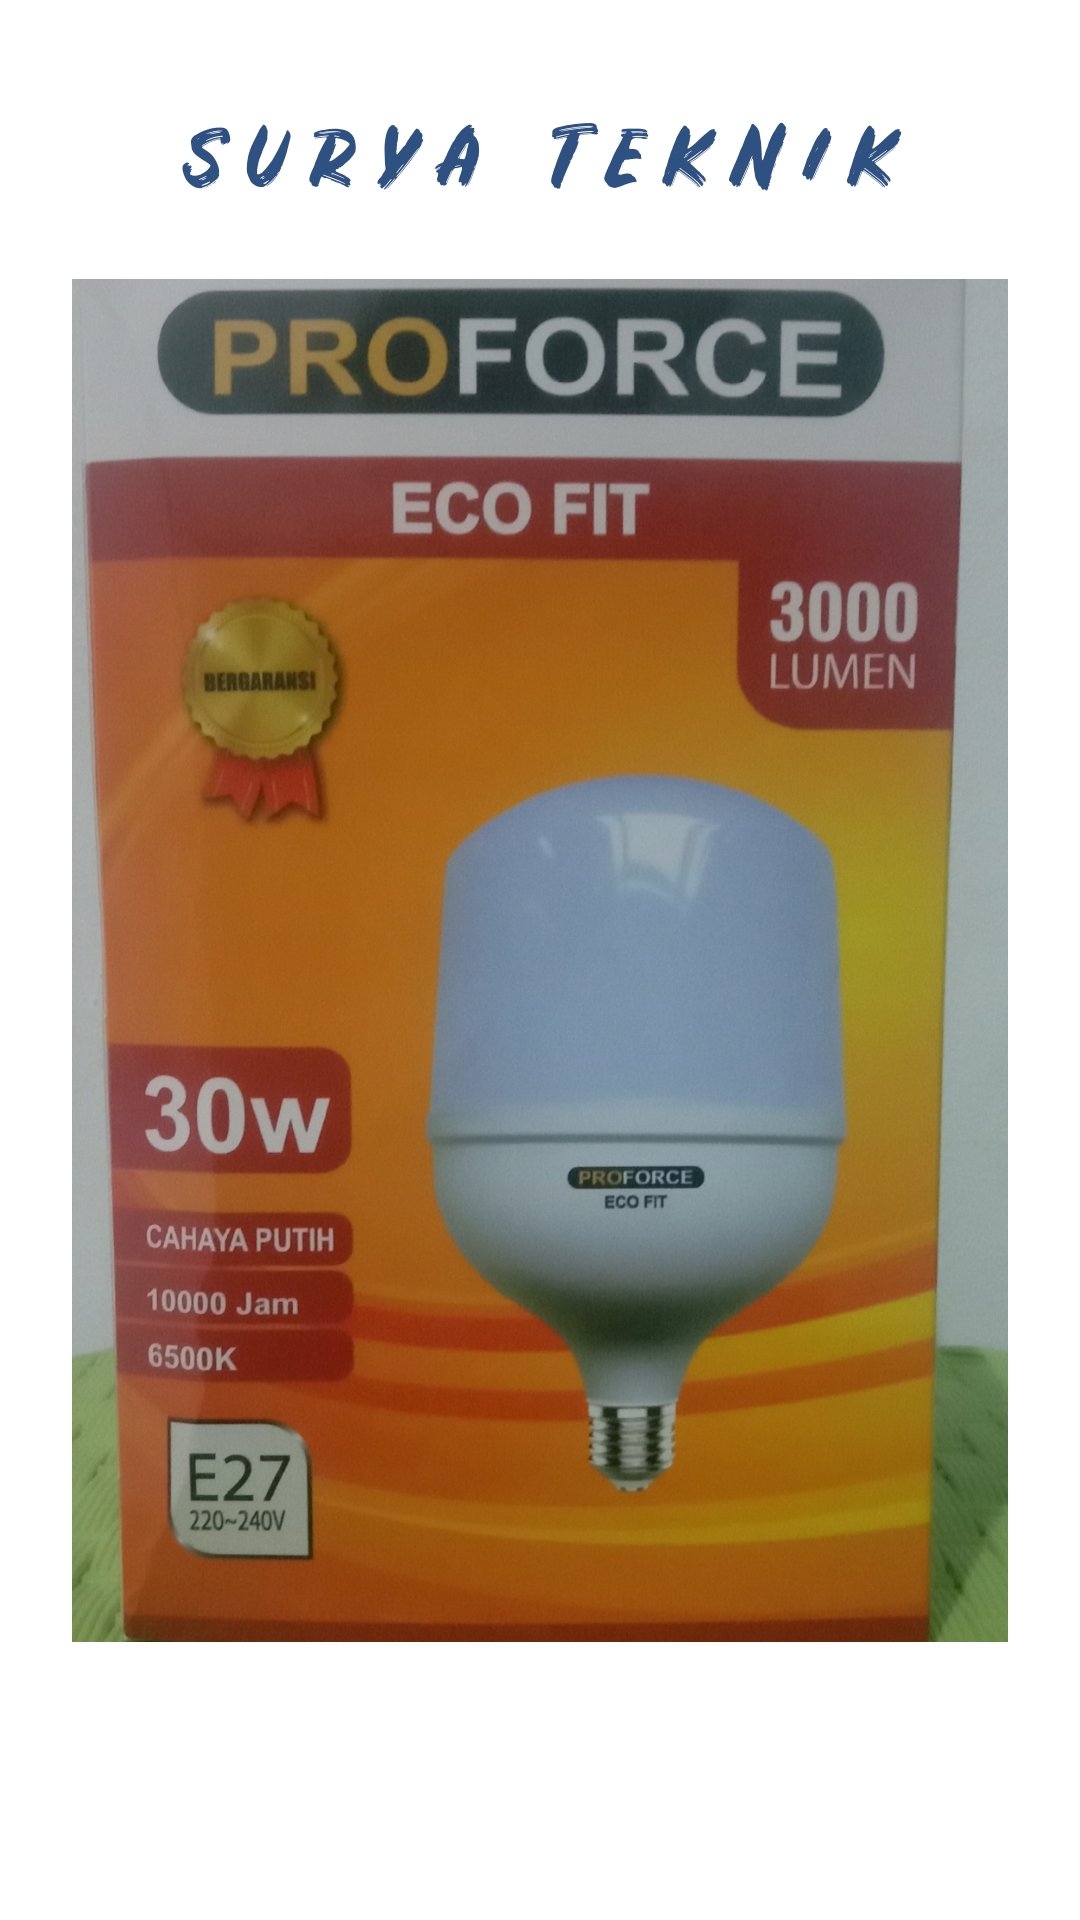 SURYA TEKNIK
PROFORCE
ECO FIT
3000
LUMEN
BERGARANSI
30w
PROFORCE
ECO FIT
CAHAYA PUTIH
10000 Jam
6500K
E27
220~240V